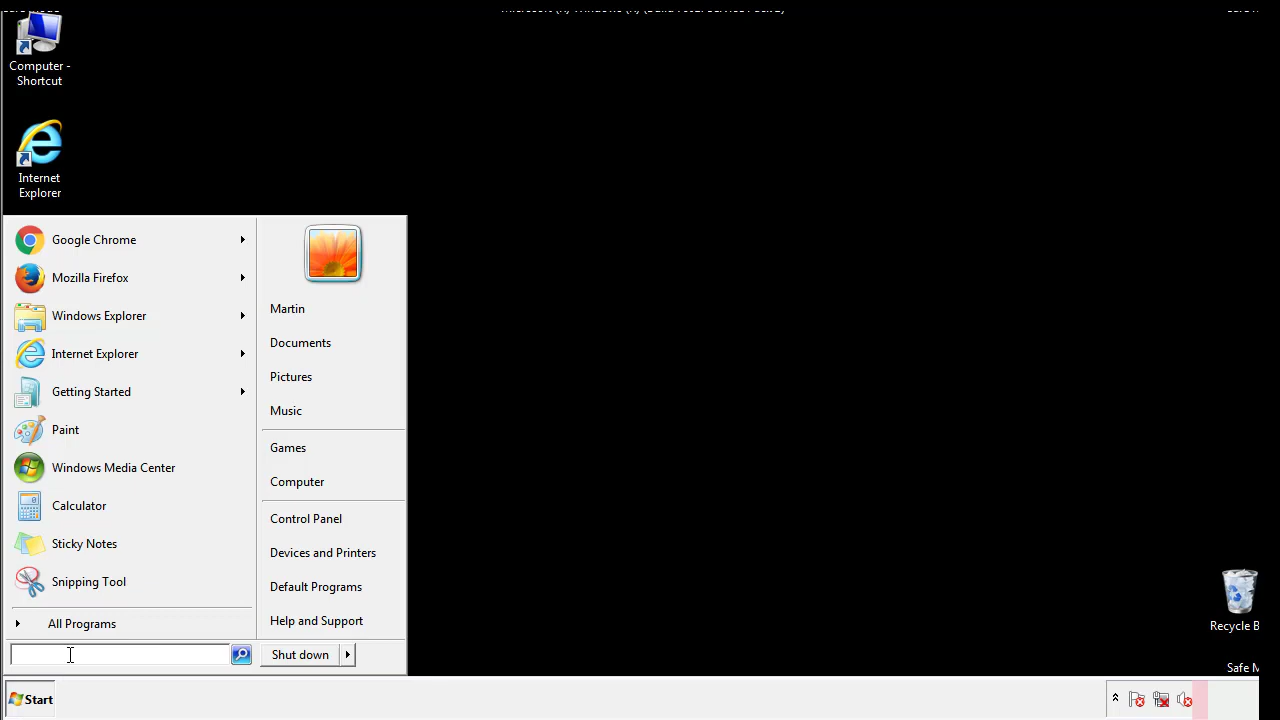 Computer -
Shortcut
Internet
Explorer
Google Chrome
Mozilla Firefox
Windows Explorer
Internet Explorer
Getting Started
Paint
Windows Media Center
Calculator
Sticky Notes
Snipping Tool
All Programs
Martin
Documents
Pictures
Music
Games
Computer
Control Panel
Devices and Printers
Default Programs
Help and Support
Shut down
Recycle B
Safe M
Start